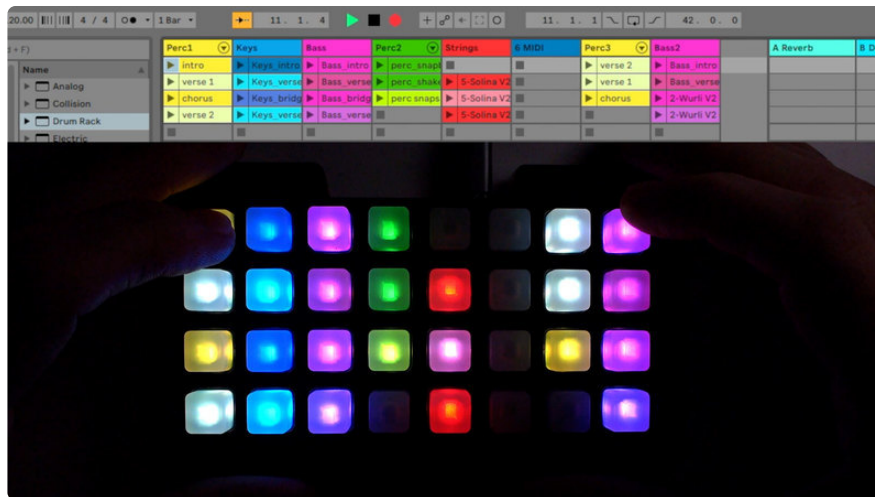 20.00 4 / 4 1 Bar 11. 1. 4 11. 1. 1 42. 0. 0
Perc1 Keys Bass Perc2 Strings 6 MIDI Perc3 Bass2 A Reverb B D
d + F)
intro Keys_intro Bass_intro perc_snap verse 2 Bass_intro
Name
verse 1 Keys_verse Bass_verse perc_shake 5-Solina V2 verse 1 Bass_verse
Analog
chorus Keys_bridg Bass_bridg perc snaps 5-Solina V2 chorus 2-Wurli V2
Collision
verse 2 Keys_verse Bass_verse 5-Solina V2 2-Wurli V2
Drum Rack
Electric